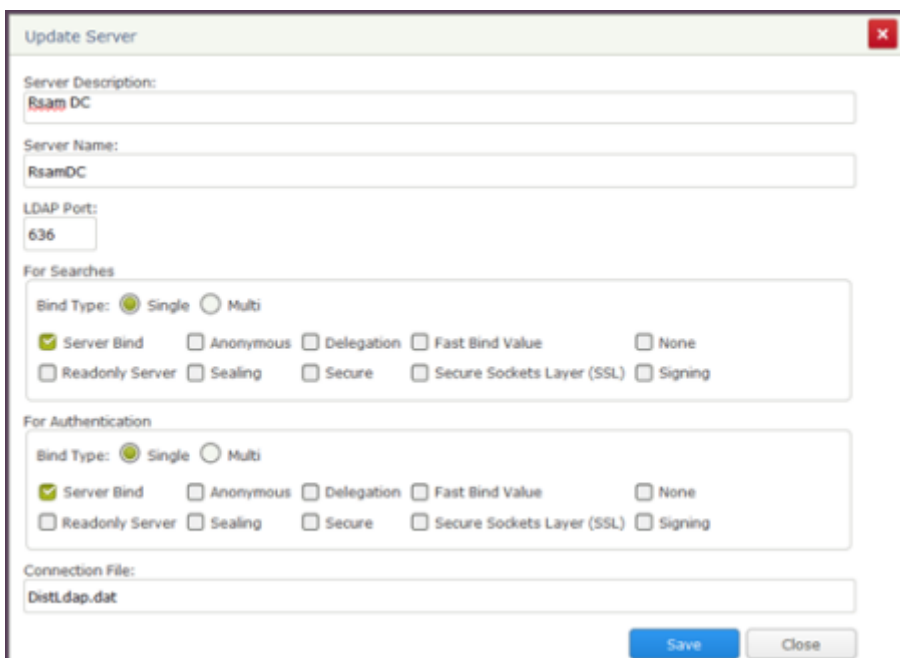 Update Server
Server Description:
Rsam DC
Server Name:
RsamDC
LDAP Port:
636
For Searches
Bind Type: Single Multi
Server Bind Anonymous Delegation Fast Bind Value None
Readonly Server Sealing Secure Secure Sockets Layer (SSL) Signing
For Authentication
Bind Type: Single Multi
Server Bind Anonymous Delegation Fast Bind Value None
Readonly Server Sealing Secure Secure Sockets Layer (SSL) Signing
Connection File:
DistLdap.dat
Save Close